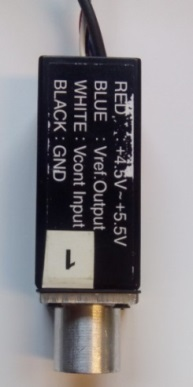 RED : +4.5V~+5.5V
BLUE : Vref.Output
WHITE : Vcont Input
BLACK : GND
1